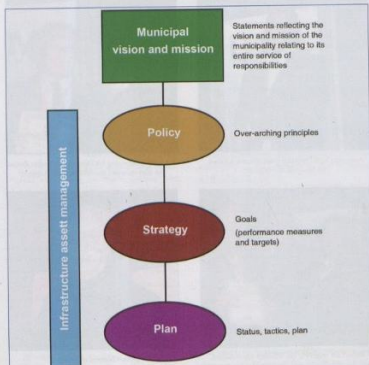 Municipal
vision and mission
Statements reflecting the
vision and mission of the
municipality relating to its
entire service of
responsibilities
Infrastructure assett management
Policy
Over-arching principles
Strategy
Goals
(performance measures
and targets)
Plan
Status, tactics, plan